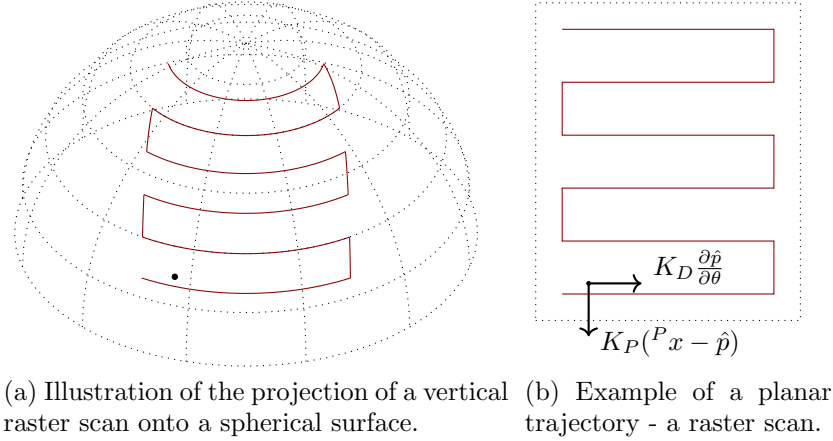 K_D ∂p̂/∂θ
K_P(^P x − p̂)
(a) Illustration of the projection of a vertical
raster scan onto a spherical surface.
(b) Example of a planar
trajectory - a raster scan.